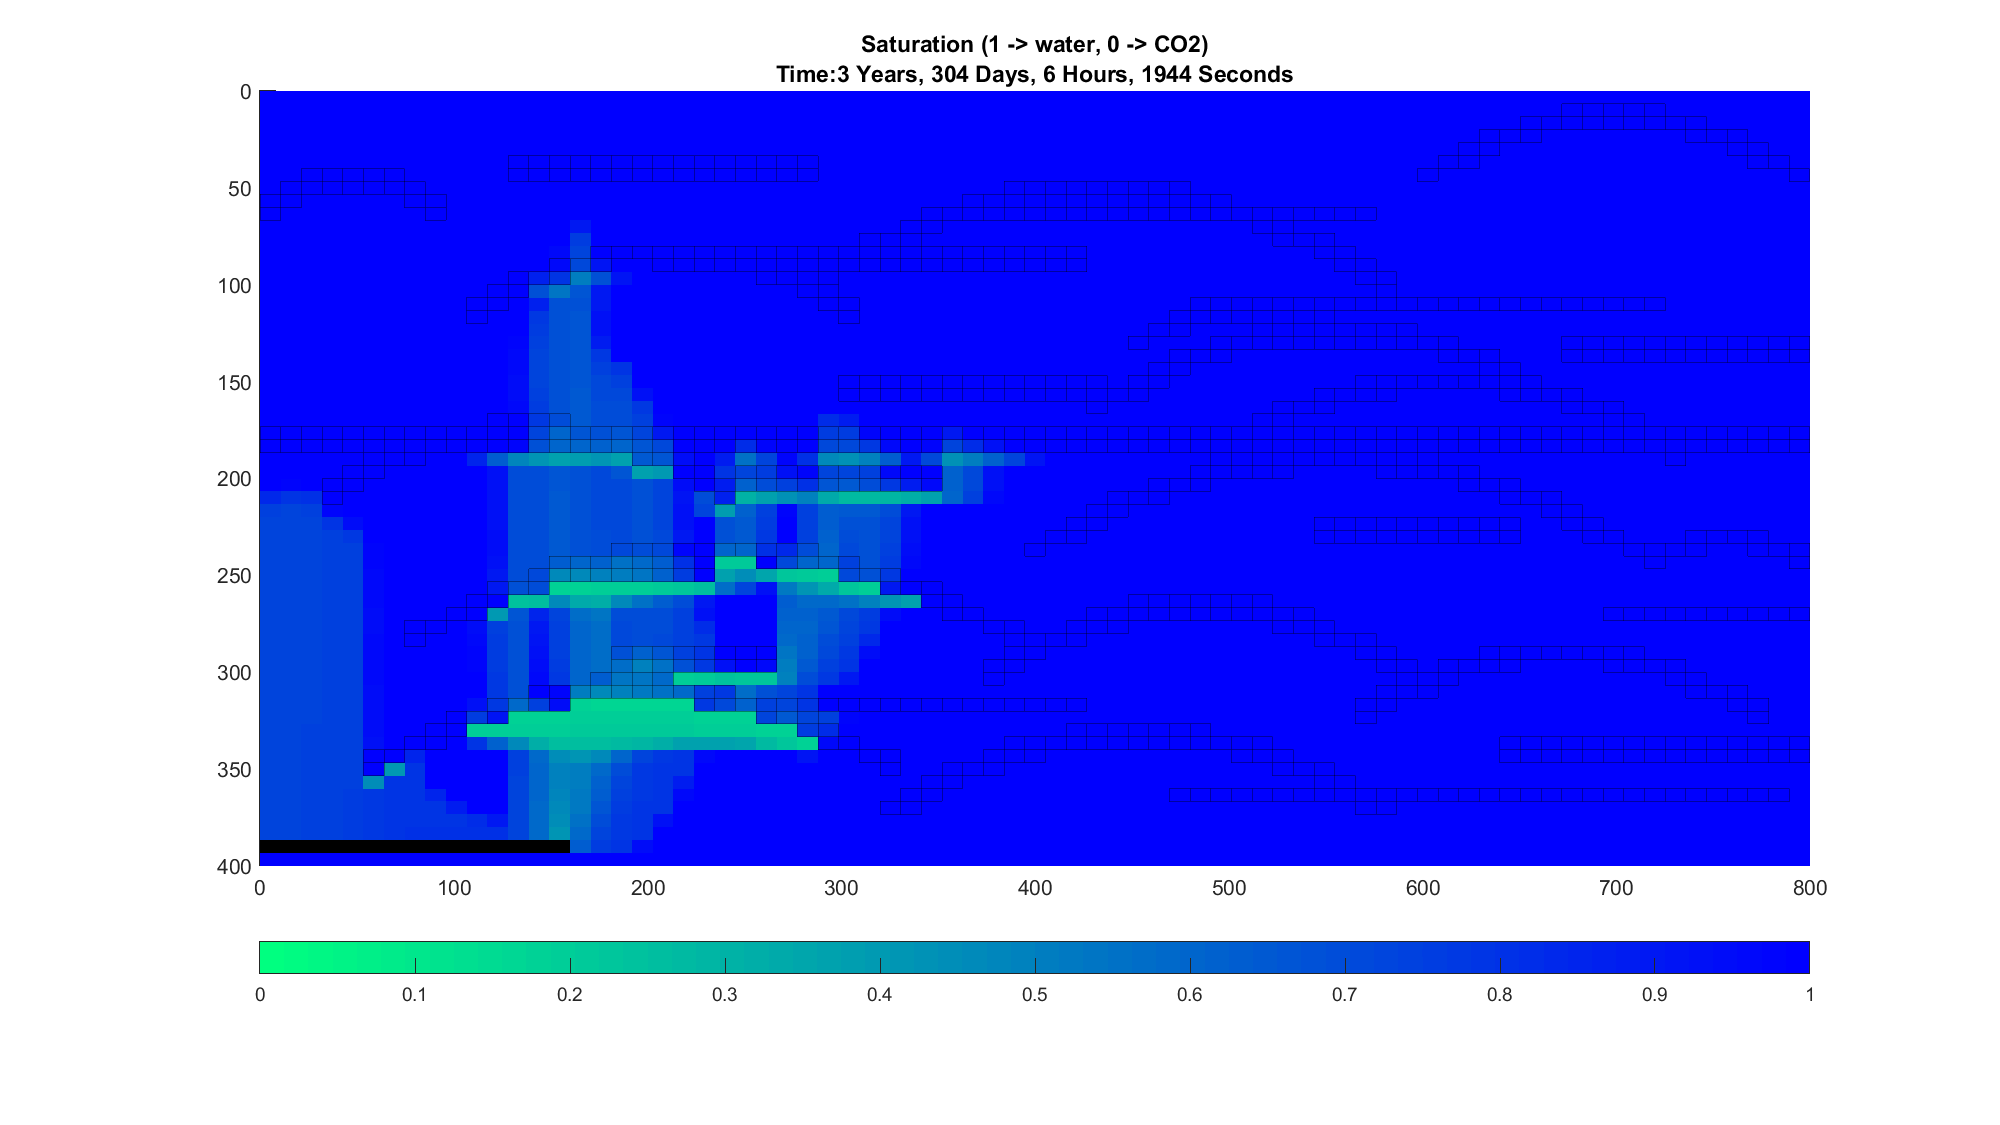 Saturation (1 -> water, 0 -> CO2)
Time:3 Years, 304 Days, 6 Hours, 1944 Seconds
0
50
100
150
200
250
300
350
400
0 100 200 300 400 500 600 700 800
0 0.1 0.2 0.3 0.4 0.5 0.6 0.7 0.8 0.9 1